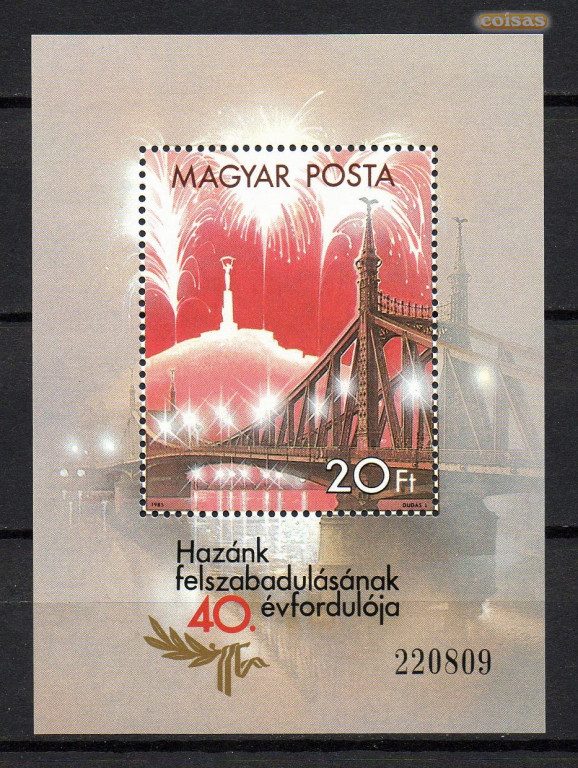 coisas
MAGYAR POSTA
20 Ft
1985 DUDÁS L
Hazánk
felszabadulásának
40. évfordulója
220809